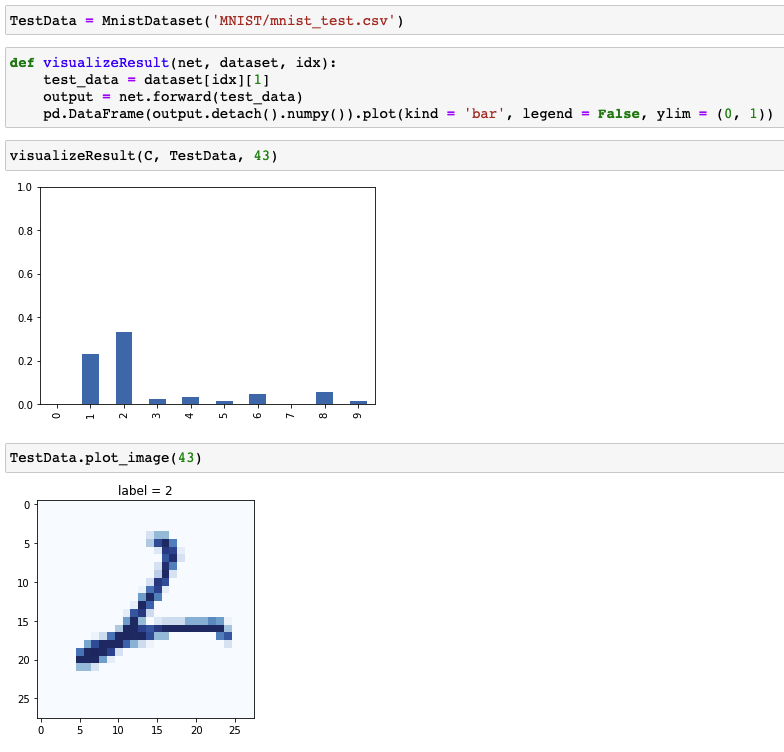 TestData = MnistDataset('MNIST/mnist_test.csv')
def visualizeResult(net, dataset, idx):
    test_data = dataset[idx][1]
    output = net.forward(test_data)
    pd.DataFrame(output.detach().numpy()).plot(kind = 'bar', legend = False, ylim = (0, 1))
visualizeResult(C, TestData, 43)
1.0
0.8
0.6
0.4
0.2
0.0
0 1 2 3 4 5 6 7 8 9
TestData.plot_image(43)
label = 2
0
5
10
15
20
25
0 5 10 15 20 25